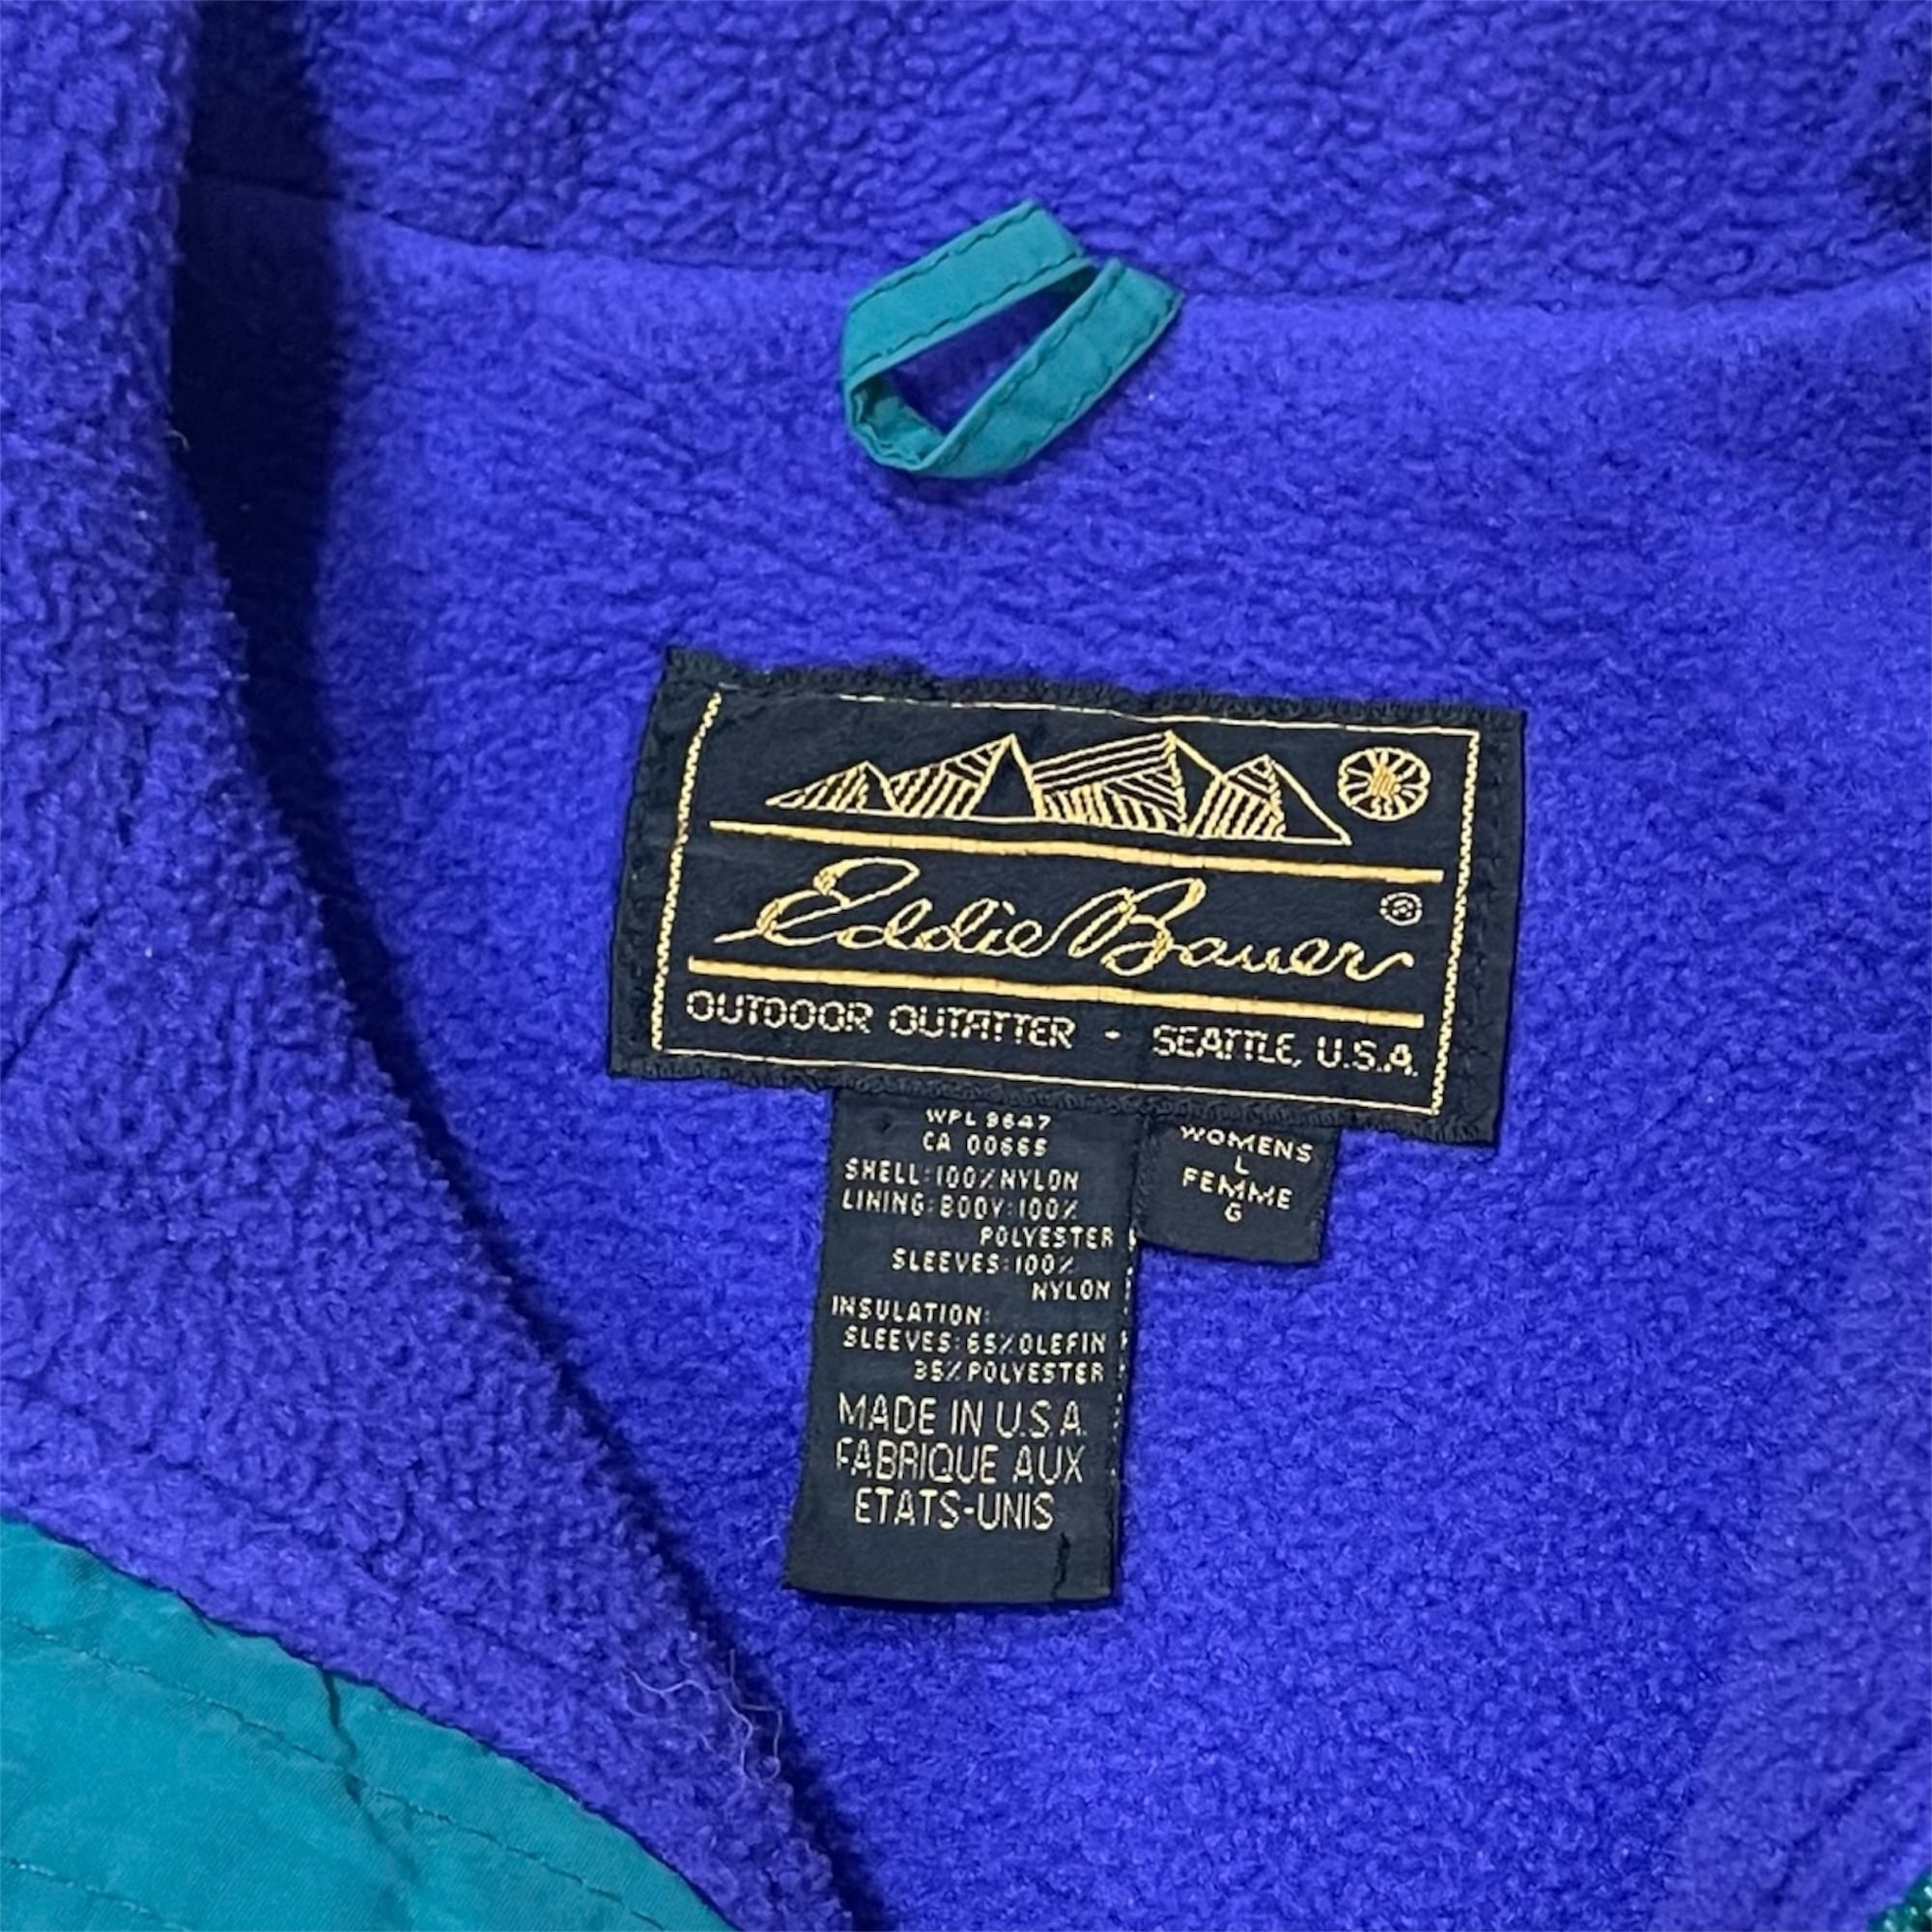 Eddie Bauer ®
OUTDOOR OUTFITTER - SEATTLE, U.S.A.
WPL 9647
CA 00665
SHELL:100%NYLON
LINING:BODY:100%
POLYESTER
SLEEVES:100%
NYLON
INSULATION:
SLEEVES:65%OLEFIN
35%POLYESTER
MADE IN U.S.A.
FABRIQUE AUX
ETATS-UNIS
WOMENS
L
FEMME
G